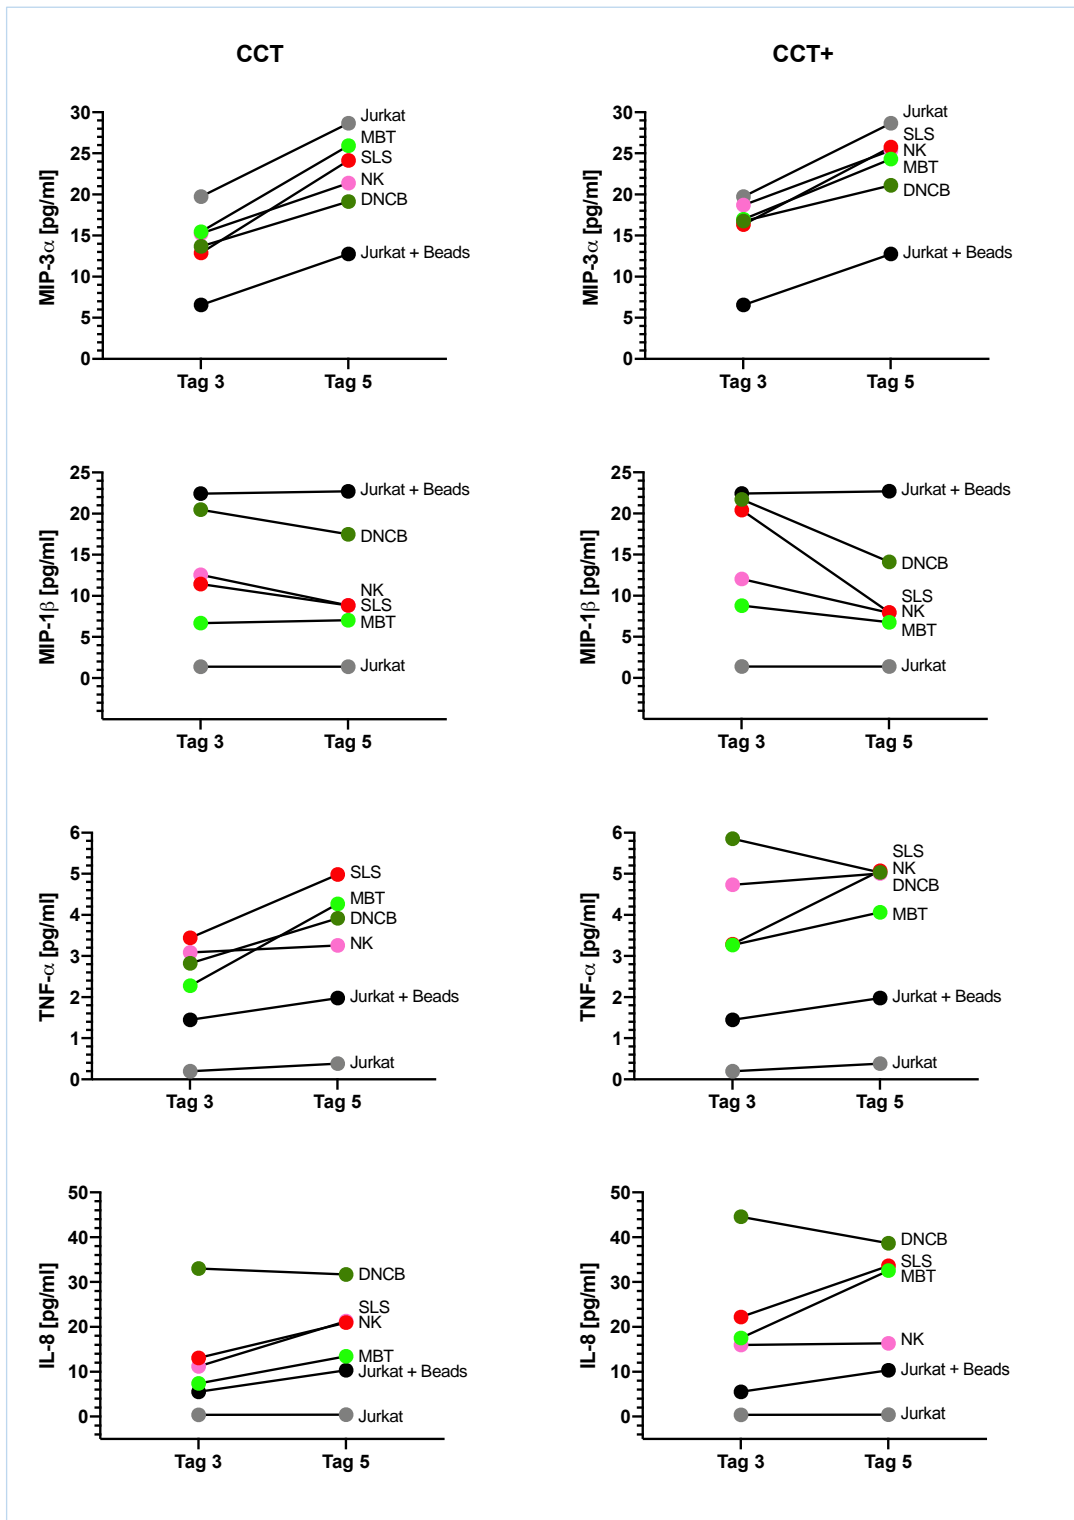 CCT
CCT+
MIP-3α [pg/ml]
30
25
20
15
10
5
0
Jurkat
MBT
SLS
NK
DNCB
Jurkat + Beads
Tag 3 Tag 5
MIP-3α [pg/ml]
30
25
20
15
10
5
0
Jurkat
SLS
NK
MBT
DNCB
Jurkat + Beads
Tag 3 Tag 5
MIP-1β [pg/ml]
25
20
15
10
5
0
Jurkat + Beads
DNCB
NK
SLS
MBT
Jurkat
Tag 3 Tag 5
MIP-1β [pg/ml]
25
20
15
10
5
0
Jurkat + Beads
DNCB
SLS
NK
MBT
Jurkat
Tag 3 Tag 5
TNF-α [pg/ml]
6
5
4
3
2
1
0
SLS
MBT
DNCB
NK
Jurkat + Beads
Jurkat
Tag 3 Tag 5
TNF-α [pg/ml]
6
5
4
3
2
1
0
SLS
NK
DNCB
MBT
Jurkat + Beads
Jurkat
Tag 3 Tag 5
IL-8 [pg/ml]
50
40
30
20
10
0
DNCB
SLS
NK
MBT
Jurkat + Beads
Jurkat
Tag 3 Tag 5
IL-8 [pg/ml]
50
40
30
20
10
0
DNCB
SLS
MBT
NK
Jurkat + Beads
Jurkat
Tag 3 Tag 5